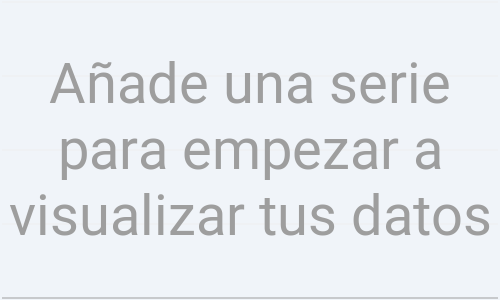 Añade una serie
para empezar a
visualizar tus datos